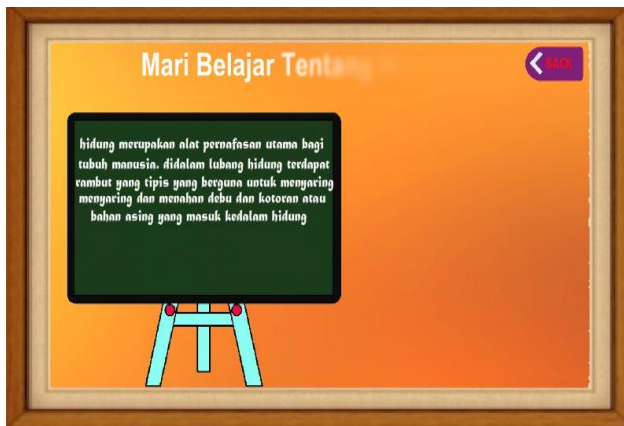 Mari Belajar Tentang
BACK
hidung merupakan alat pernafasan utama bagi
tubuh manusia. didalam lubang hidung terdapat
rambut yang tipis yang berguna untuk menyaring
menyaring dan menahan debu dan kotoran atau
bahan asing yang masuk kedalam hidung